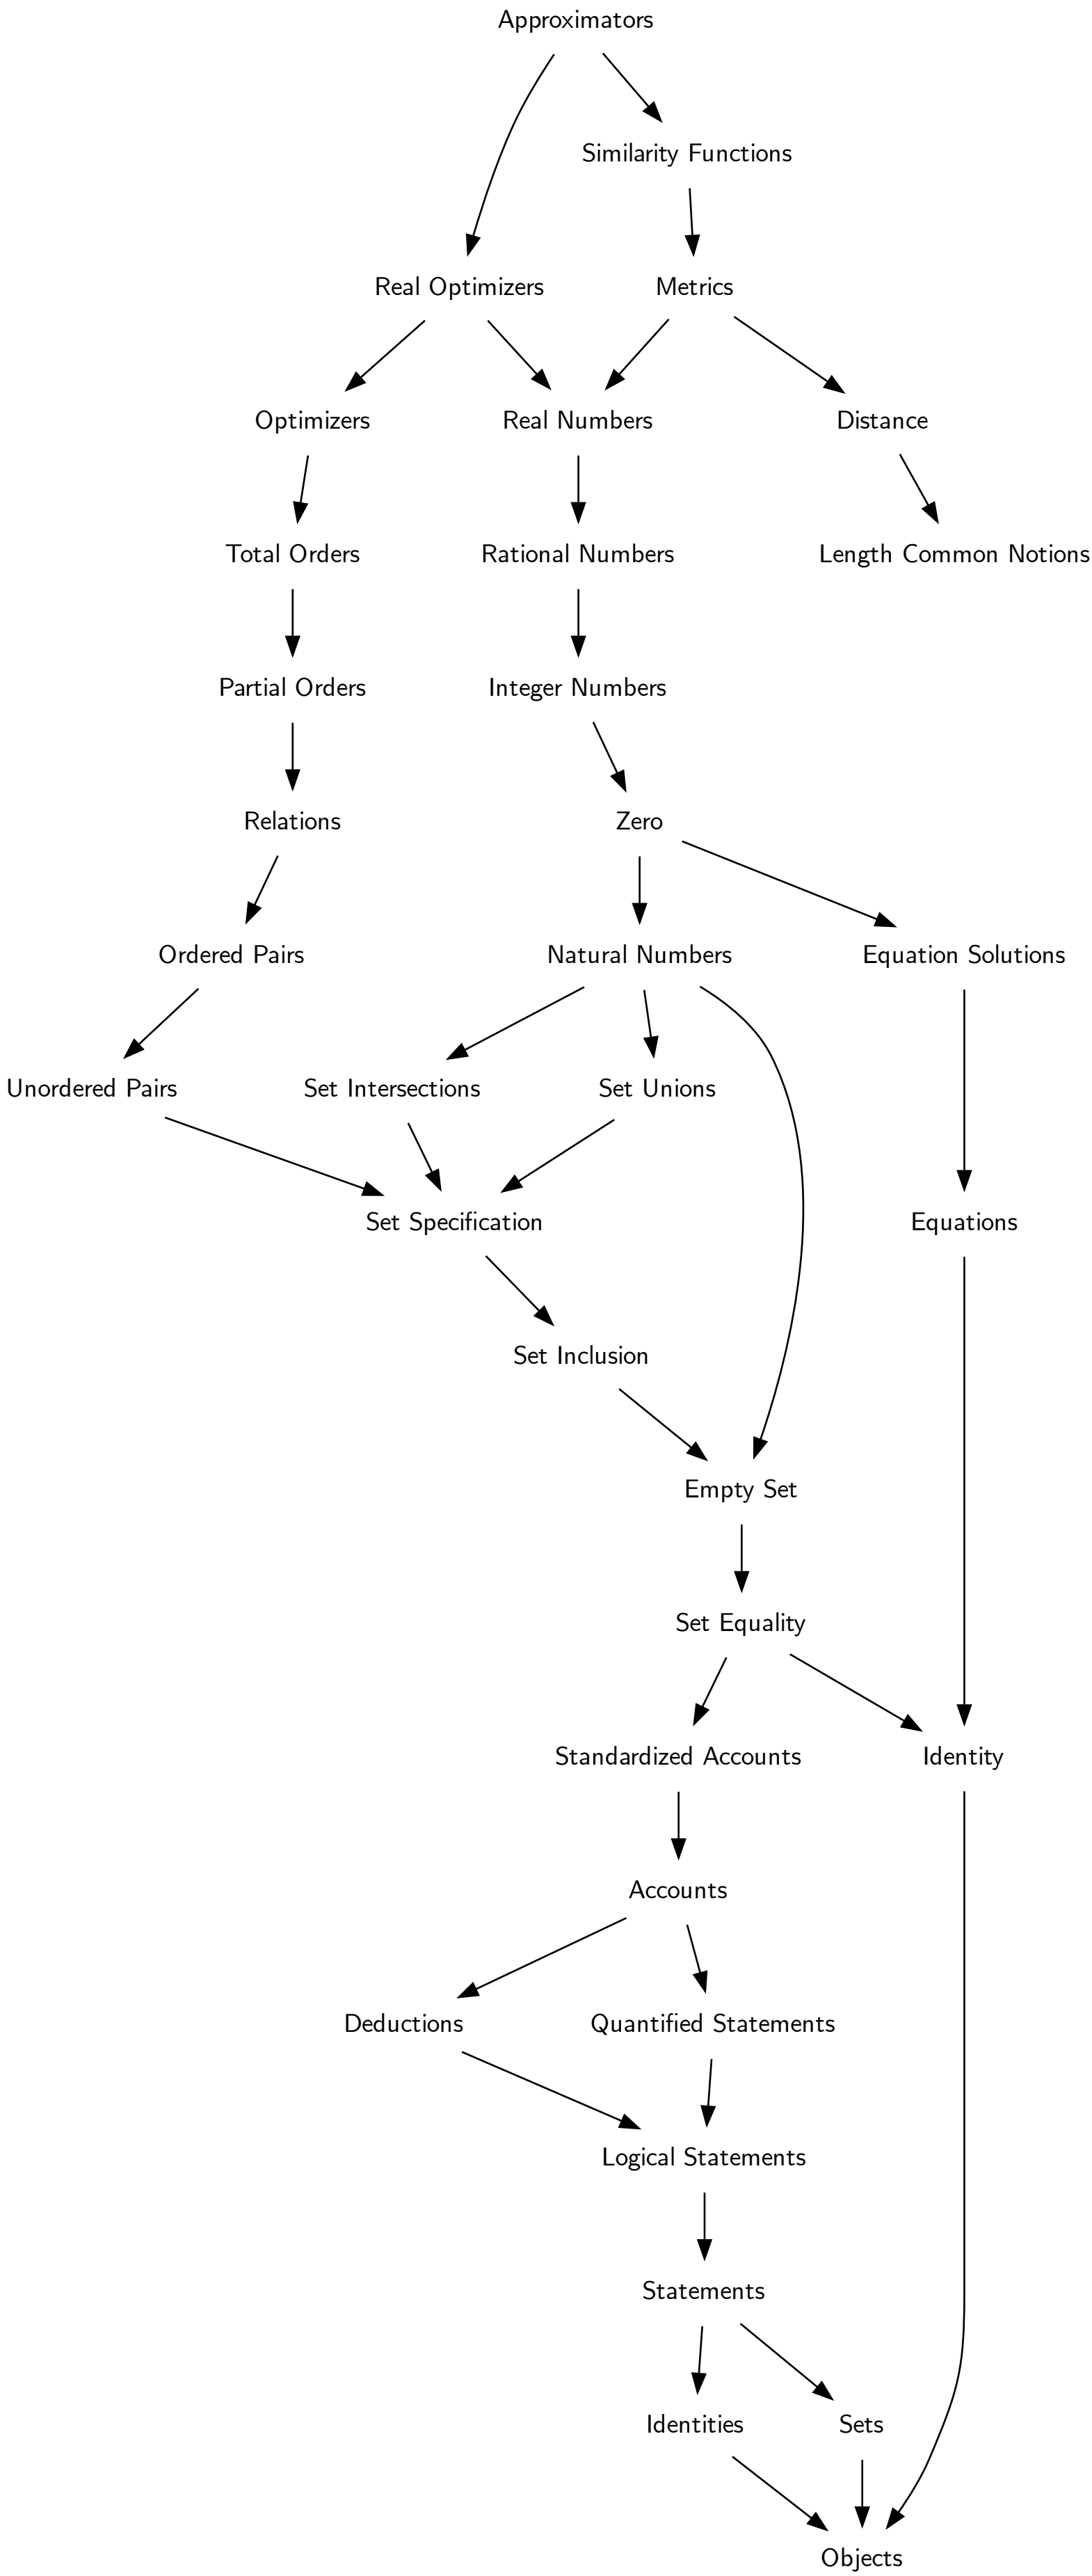 Approximators
Similarity Functions
Real Optimizers
Metrics
Optimizers
Real Numbers
Distance
Total Orders
Rational Numbers
Length Common Notions
Partial Orders
Integer Numbers
Relations
Zero
Ordered Pairs
Natural Numbers
Equation Solutions
Unordered Pairs
Set Intersections
Set Unions
Set Specification
Equations
Set Inclusion
Empty Set
Set Equality
Standardized Accounts
Identity
Accounts
Deductions
Quantified Statements
Logical Statements
Statements
Identities
Sets
Objects